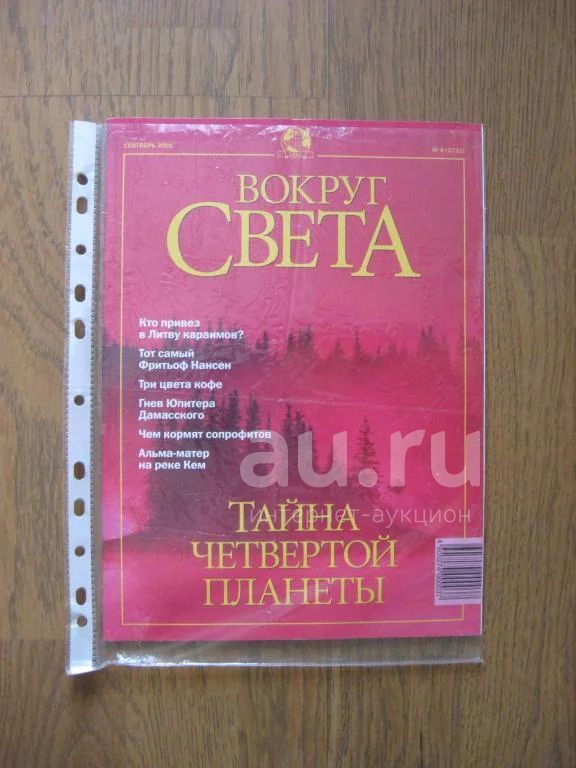 СЕНТЯБРЬ 2001
№ 9 (2732)
ВОКРУГ
СВЕТА
Кто привез
в Литву караимов?
Тот самый
Фритьоф Нансен
Три цвета кофе
Гнев Юпитера
Дамасского
Чем кормят сопрофитов
Альма-матер
на реке Кем
au.ru
интернет-аукцион
ТАЙНА
ЧЕТВЕРТОЙ
ПЛАНЕТЫ